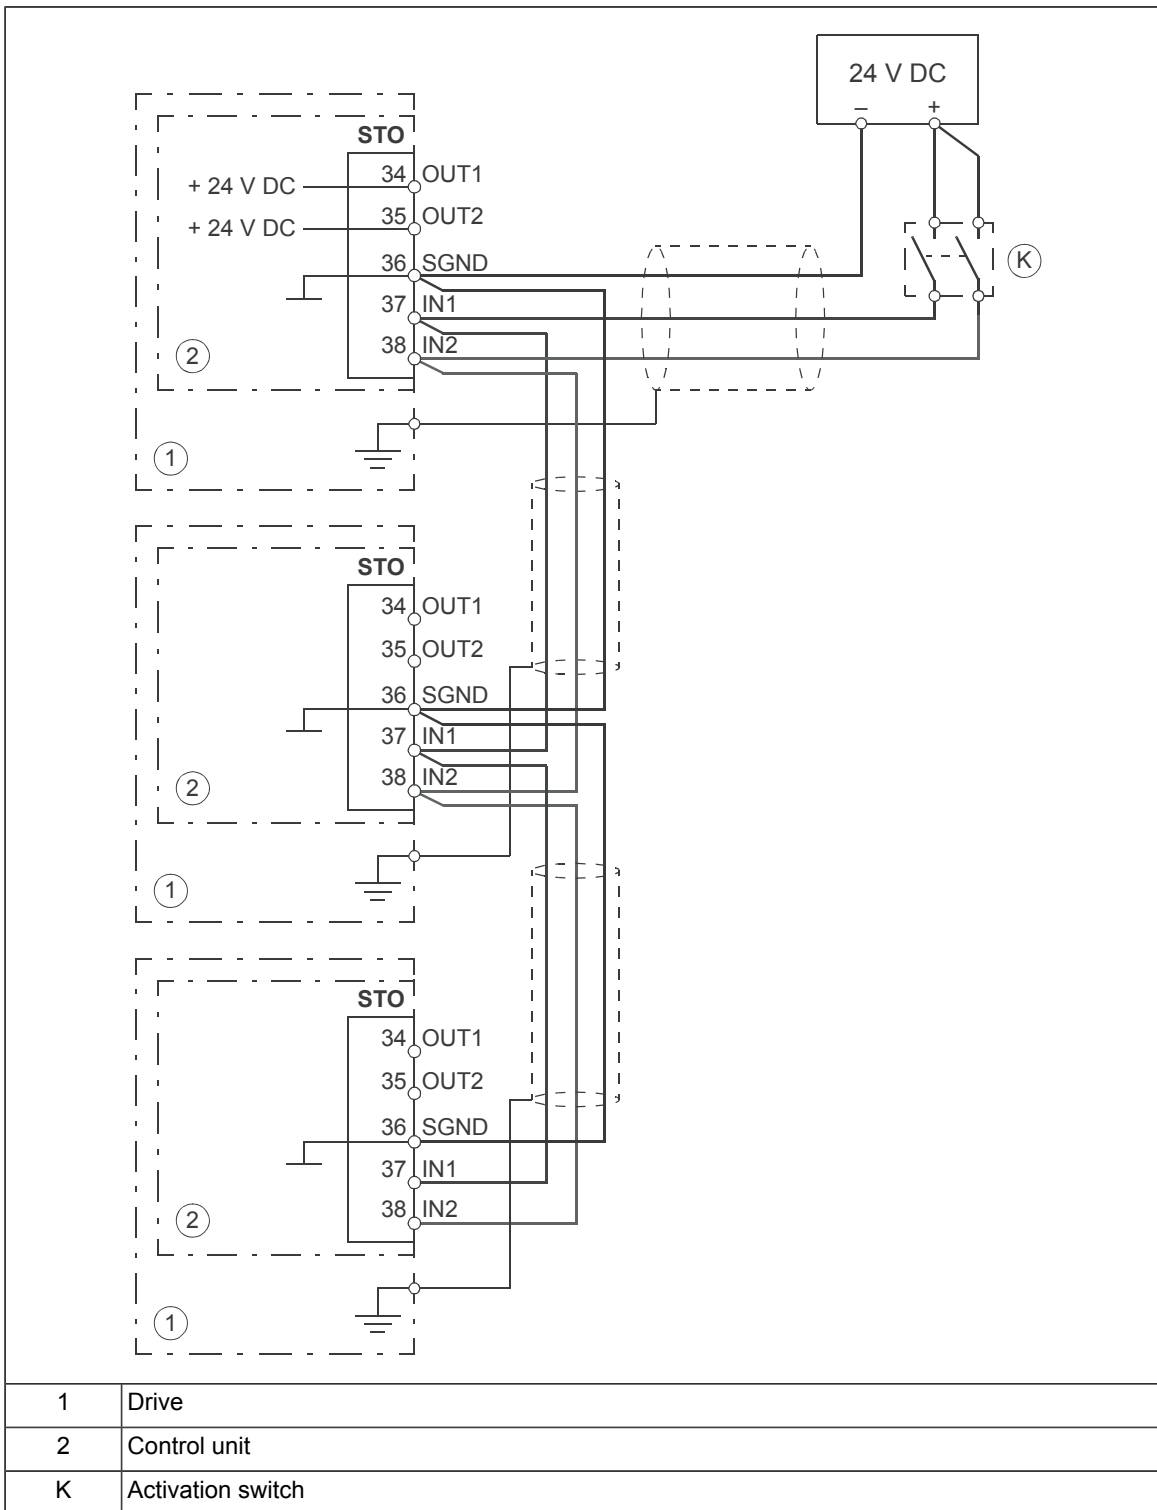 24 V DC
– +
STO
+ 24 V DC 34 OUT1
+ 24 V DC 35 OUT2
36 SGND
37 IN1
38 IN2
K
2
1
STO
34 OUT1
35 OUT2
36 SGND
37 IN1
38 IN2
2
1
STO
34 OUT1
35 OUT2
36 SGND
37 IN1
38 IN2
2
1
1 Drive
2 Control unit
K Activation switch